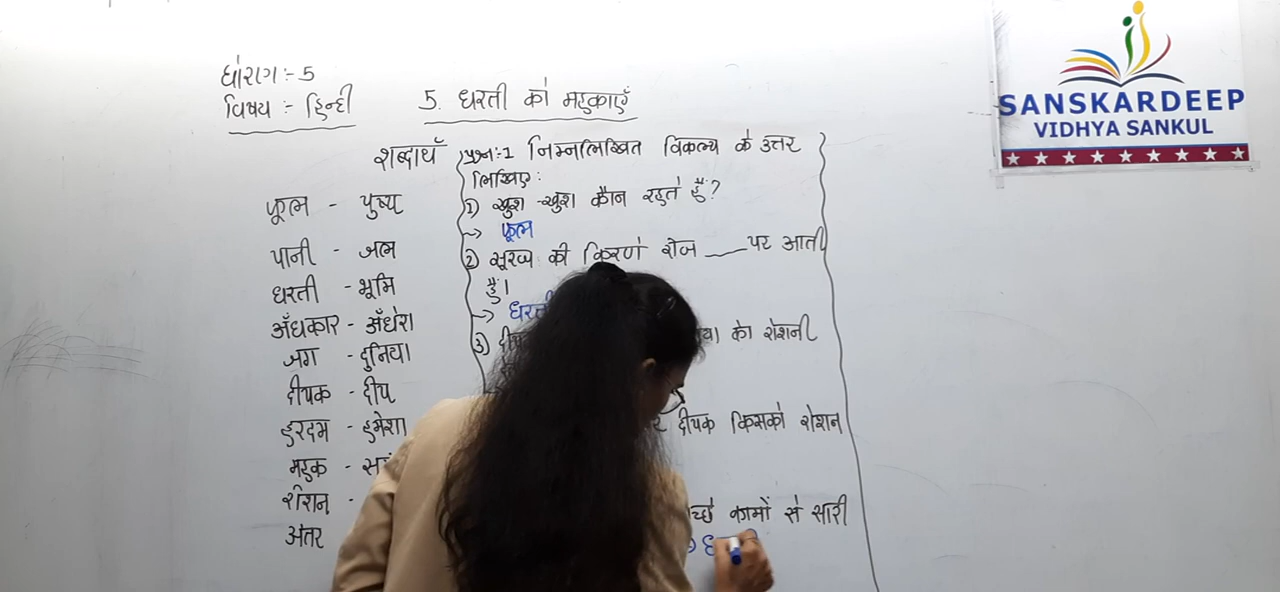 धोरण:- 5
विषय :- हिन्दी
5. धरती को महकाएँ
शब्दार्थ
फूल - पुष्प
पानी - जल
धरती - भूमि
अँधकार - अँधेरा
जग - दुनिया
दीपक - दीप
हरदम - हमेशा
महक -
रोशन -
अंतर
प्रश्न:1 निम्नलिखित विकल्प के उत्तर
लिखिए:
1) खुश-खुश कौन रहते हैं?
→ फूल
2) सूरज की किरणें रोज ___ पर आती
हैं।
→ धरती
3) को रोशनी
दीपक किसको रोशन
कामों से सारी
SANSKARDEEP
VIDHYA SANKUL